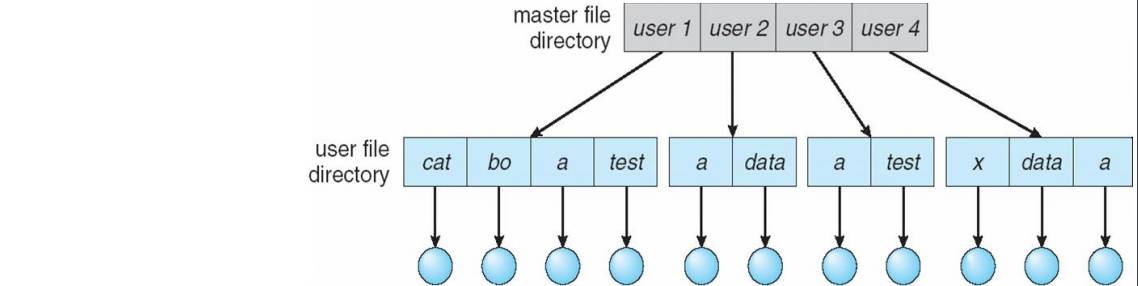 master file
directory
user 1 user 2 user 3 user 4
user file
directory
cat bo a test a data a test x data a